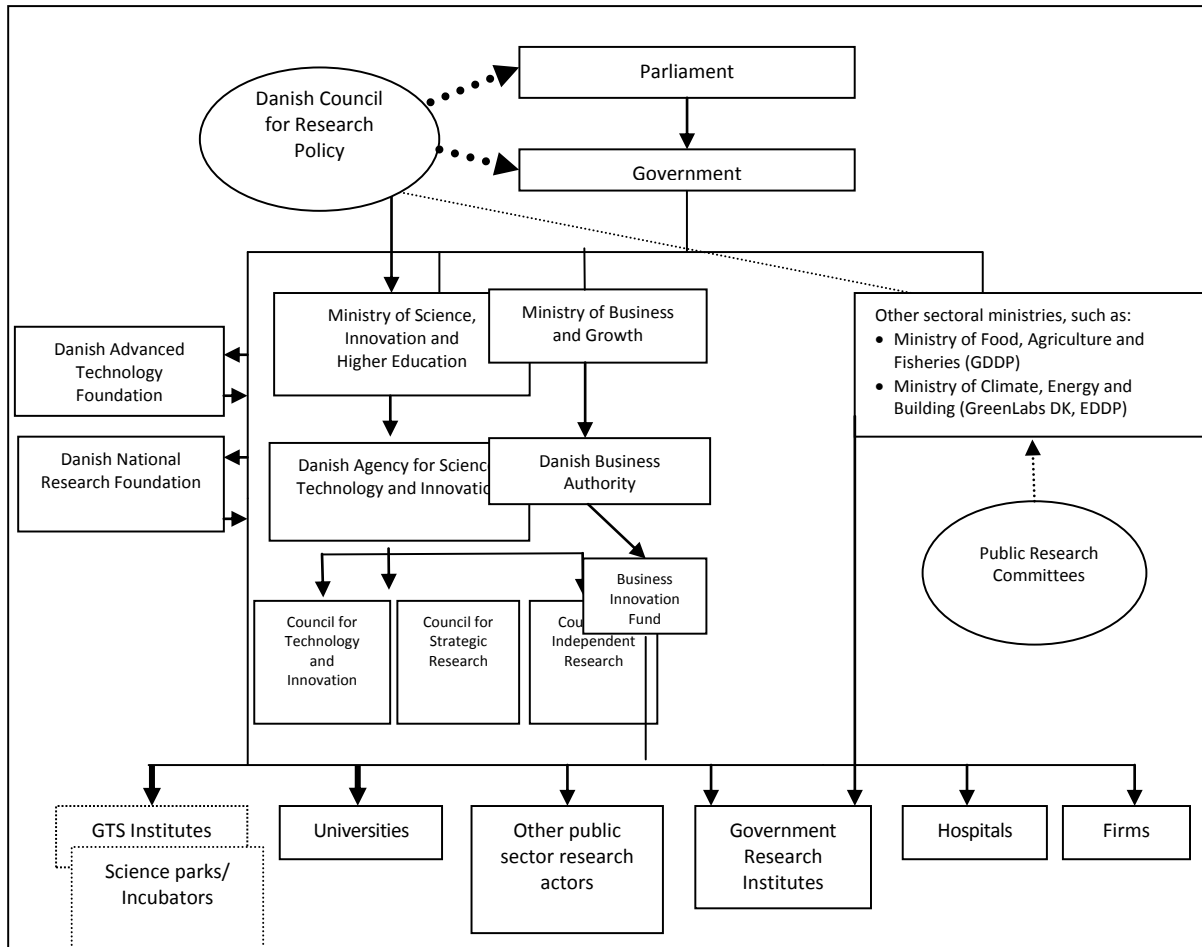 Parliament
Danish Council
for Research
Policy
Government
Ministry of Science,
Innovation and
Higher Education
Ministry of Business
and Growth
Other sectoral ministries, such as:
• Ministry of Food, Agriculture and
Fisheries (GDDP)
• Ministry of Climate, Energy and
Building (GreenLabs DK, EDDP)
Danish Advanced
Technology
Foundation
Danish National
Research Foundation
Danish Agency for Science
Technology and Innovation
Danish Business
Authority
Public Research
Committees
Business
Innovation
Fund
Council for
Technology
and
Innovation
Council for
Strategic
Research
Independent
Research
GTS Institutes
Science parks/
Incubators
Universities
Other public
sector research
actors
Government
Research
Institutes
Hospitals
Firms